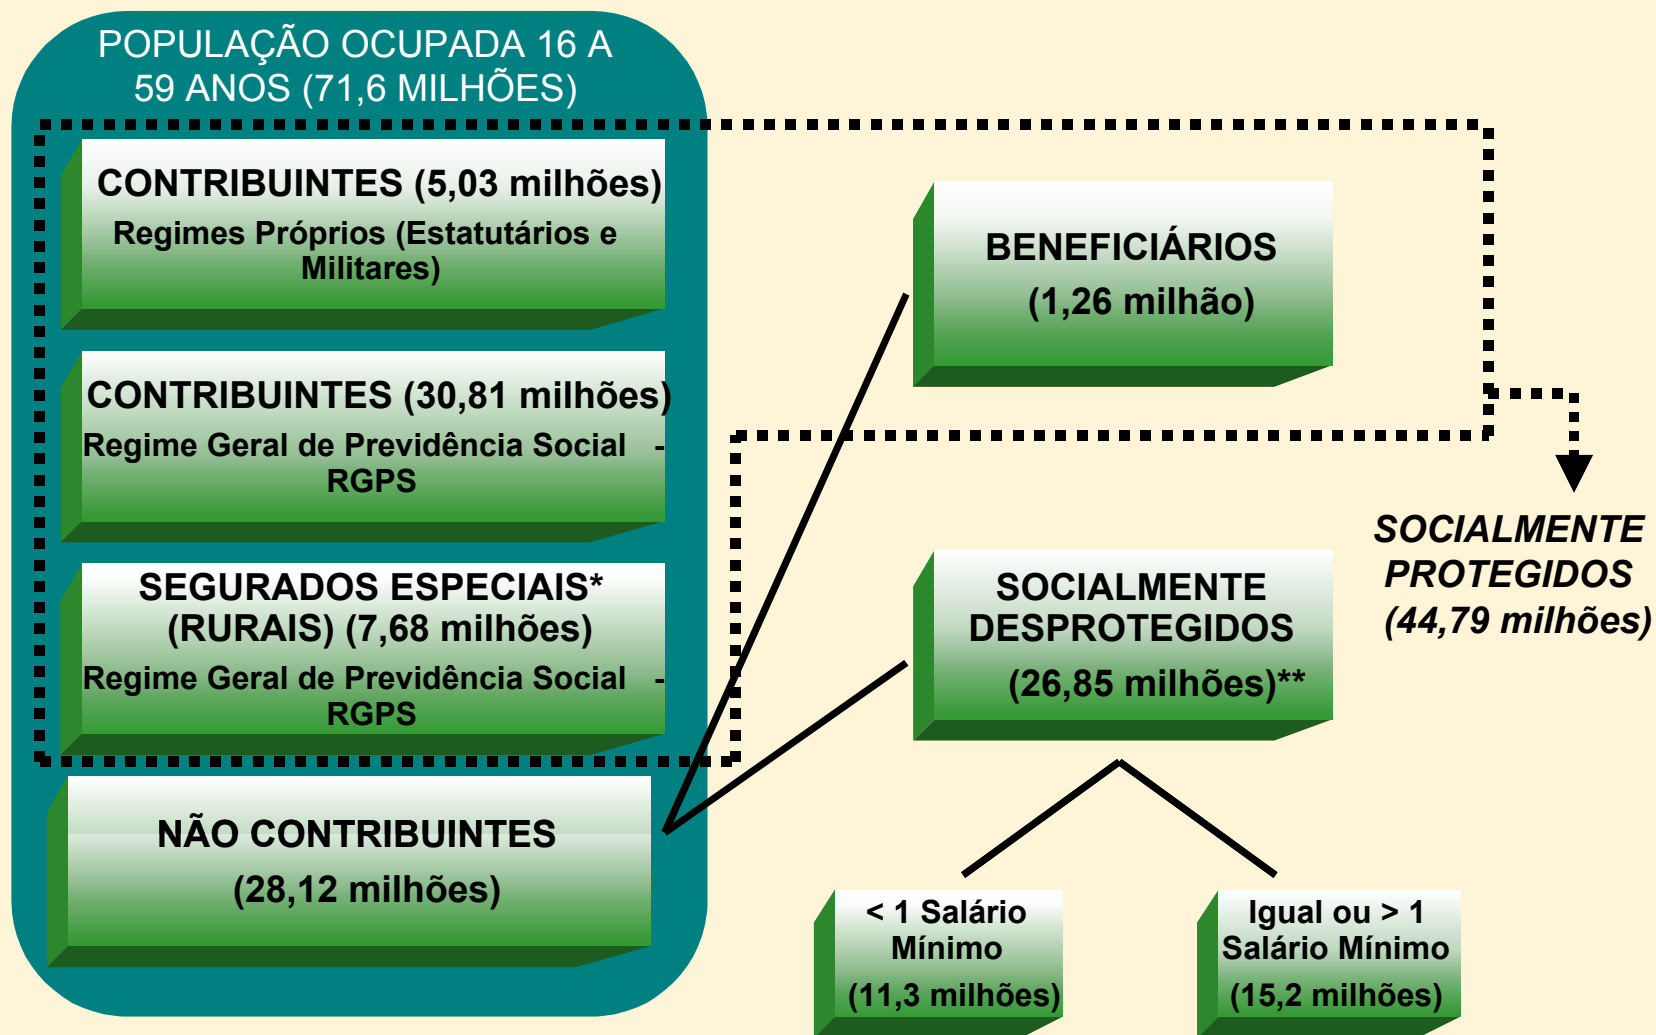 POPULAÇÃO OCUPADA 16 A
59 ANOS (71,6 MILHÕES)
CONTRIBUINTES (5,03 milhões)
Regimes Próprios (Estatutários e
Militares)
CONTRIBUINTES (30,81 milhões)
Regime Geral de Previdência Social -
RGPS
SEGURADOS ESPECIAIS*
(RURAIS) (7,68 milhões)
Regime Geral de Previdência Social -
RGPS
NÃO CONTRIBUINTES
(28,12 milhões)
BENEFICIÁRIOS
(1,26 milhão)
SOCIALMENTE
DESPROTEGIDOS
(26,85 milhões)**
SOCIALMENTE
PROTEGIDOS
(44,79 milhões)
< 1 Salário
Mínimo
(11,3 milhões)
Igual ou > 1
Salário Mínimo
(15,2 milhões)